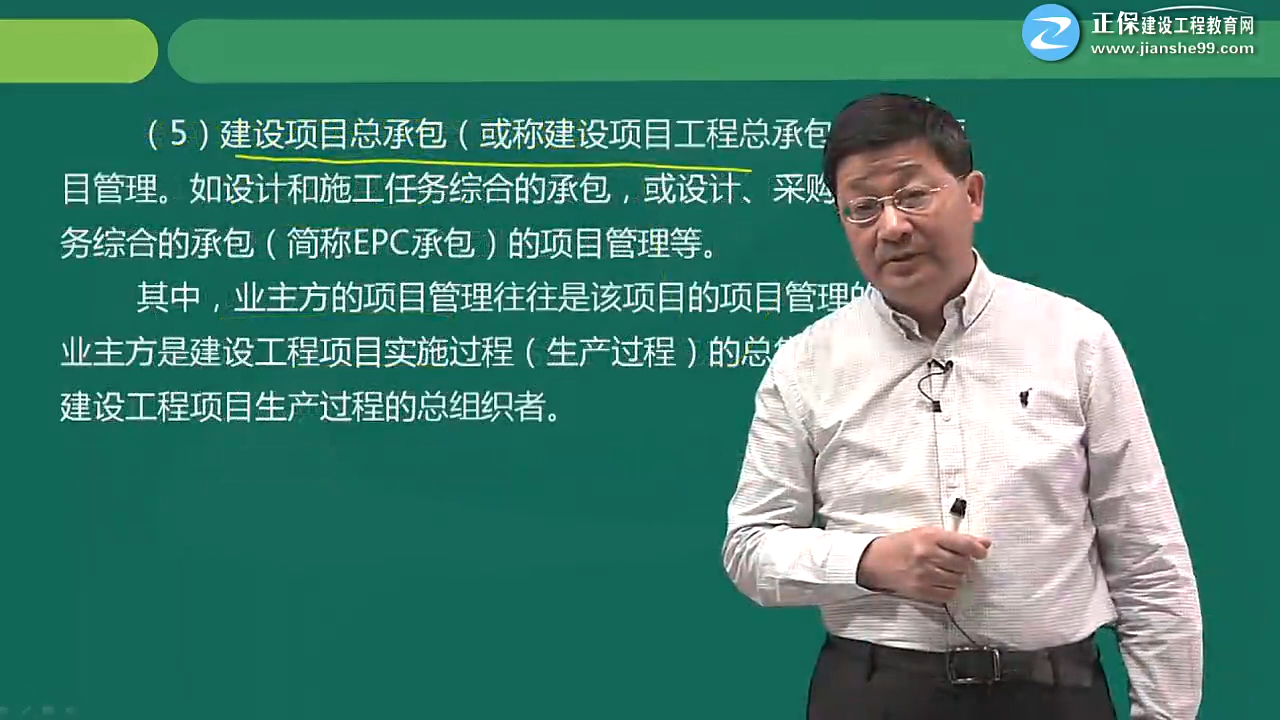 正保建设工程教育网
www.jianshe99.com
（5）建设项目总承包（或称建设项目工程总承包
目管理。如设计和施工任务综合的承包，或设计、采购
务综合的承包（简称EPC承包）的项目管理等。
其中，业主方的项目管理往往是该项目的项目管理的
业主方是建设工程项目实施过程（生产过程）的总
建设工程项目生产过程的总组织者。